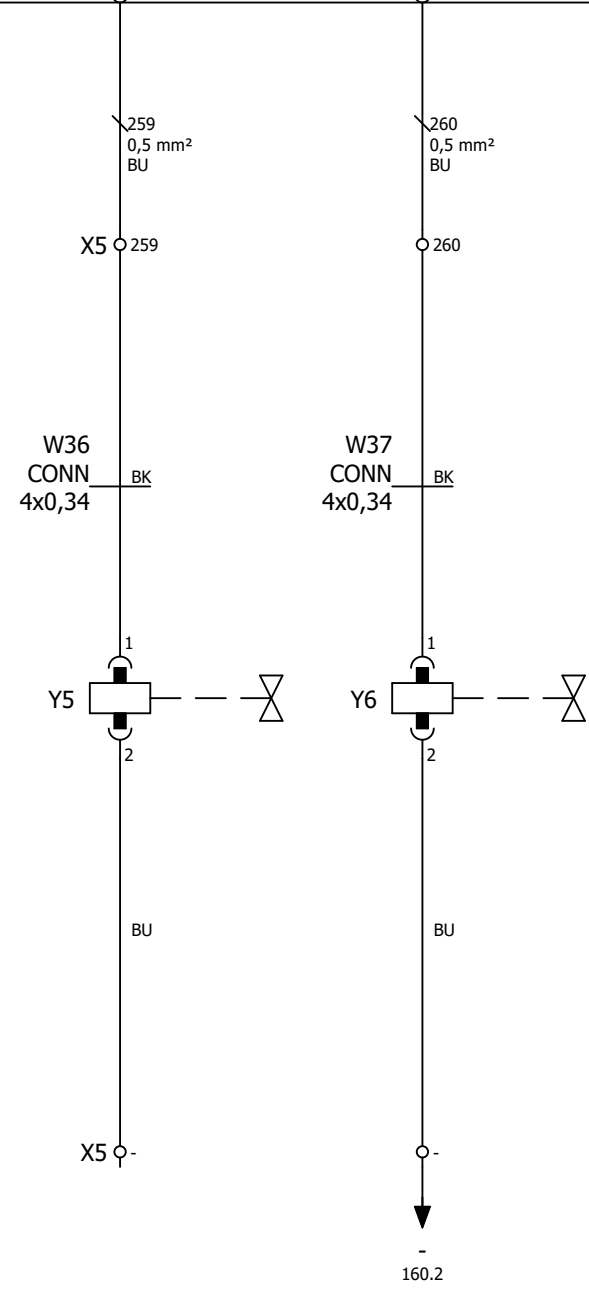 259
0,5 mm²
BU
260
0,5 mm²
BU
X5 259
260
W36
CONN
4x0,34
BK
W37
CONN
4x0,34
BK
1
Y5
2
1
Y6
2
BU
BU
X5 -
-
-
160.2